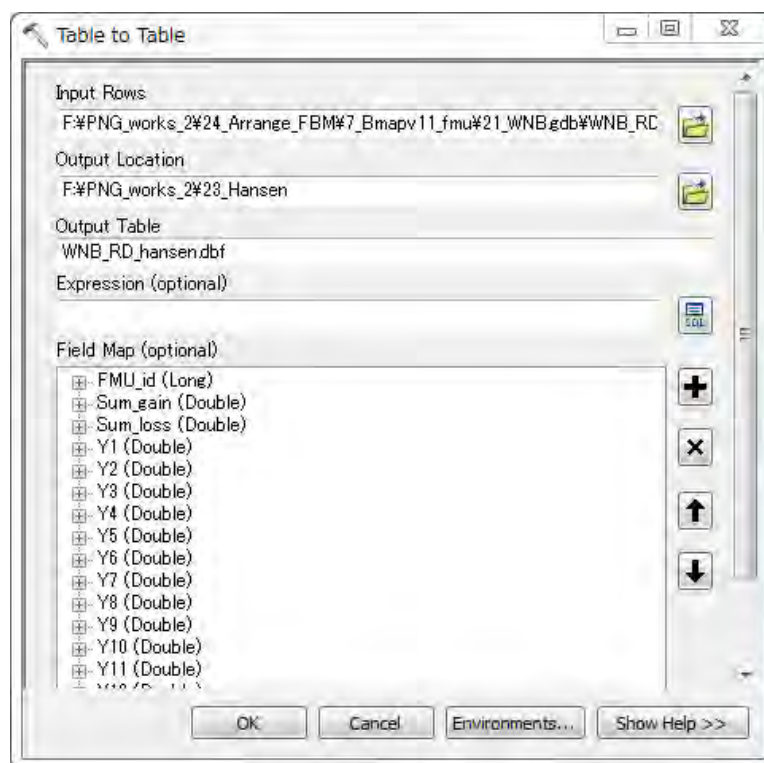 Table to Table
Input Rows
F:¥PNG_works_2¥24_Arrange_FBM¥7_Bmapv11_fmu¥21_WNB.gdb¥WNB_RD
Output Location
F:¥PNG_works_2¥23_Hansen
Output Table
WNB_RD_hansen.dbf
Expression (optional)
SQL
Field Map (optional)
FMU_id (Long)
Sum_gain (Double)
Sum_loss (Double)
Y1 (Double)
Y2 (Double)
Y3 (Double)
Y4 (Double)
Y5 (Double)
Y6 (Double)
Y7 (Double)
Y8 (Double)
Y9 (Double)
Y10 (Double)
Y11 (Double)
OK
Cancel
Environments...
Show Help >>